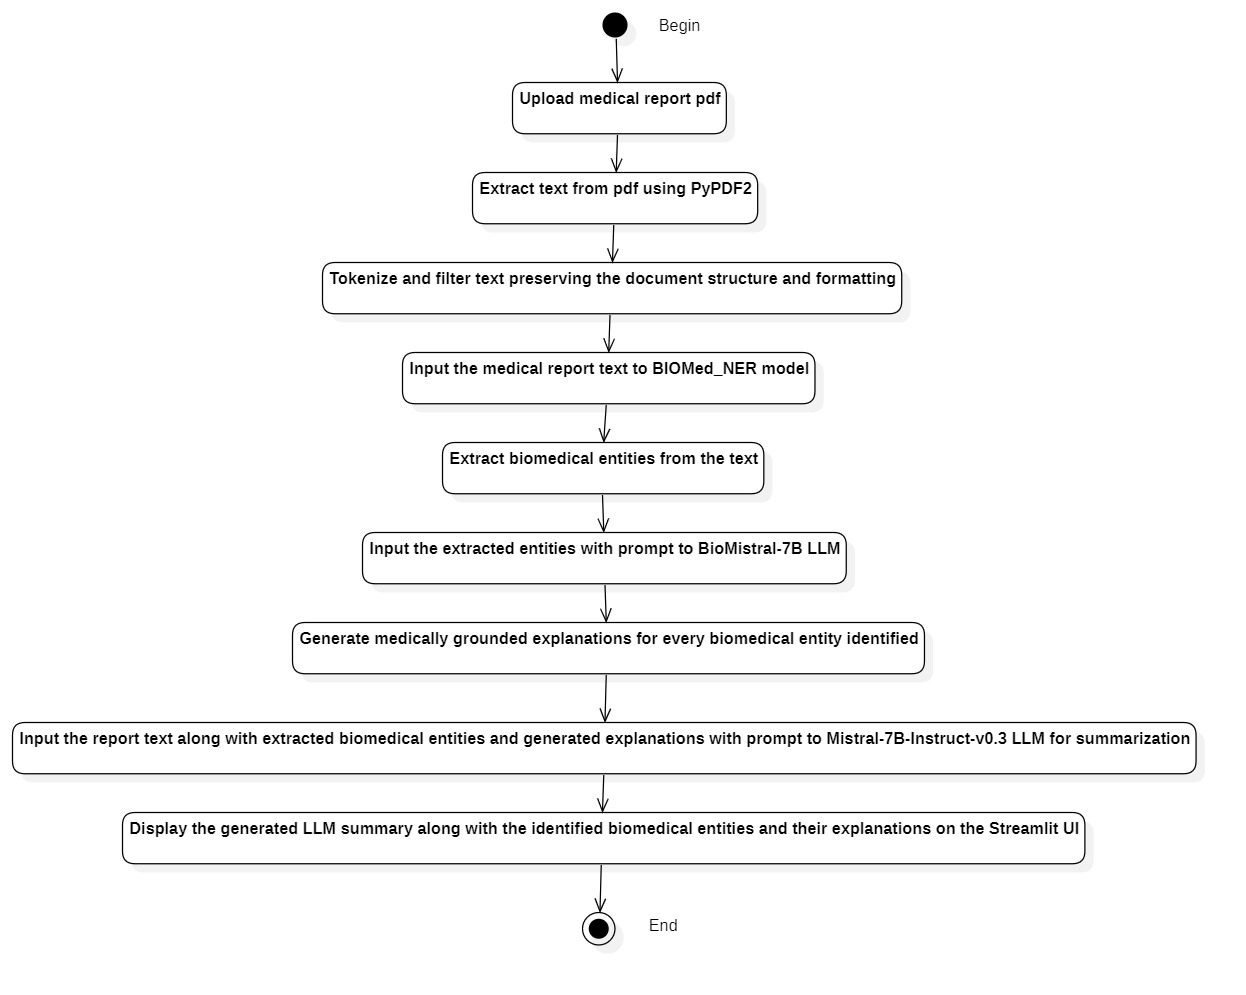 Begin
Upload medical report pdf
Extract text from pdf using PyPDF2
Tokenize and filter text preserving the document structure and formatting
Input the medical report text to BIOMed_NER model
Extract biomedical entities from the text
Input the extracted entities with prompt to BioMistral-7B LLM
Generate medically grounded explanations for every biomedical entity identified
Input the report text along with extracted biomedical entities and generated explanations with prompt to Mistral-7B-Instruct-v0.3 LLM for summarization
Display the generated LLM summary along with the identified biomedical entities and their explanations on the Streamlit UI
End